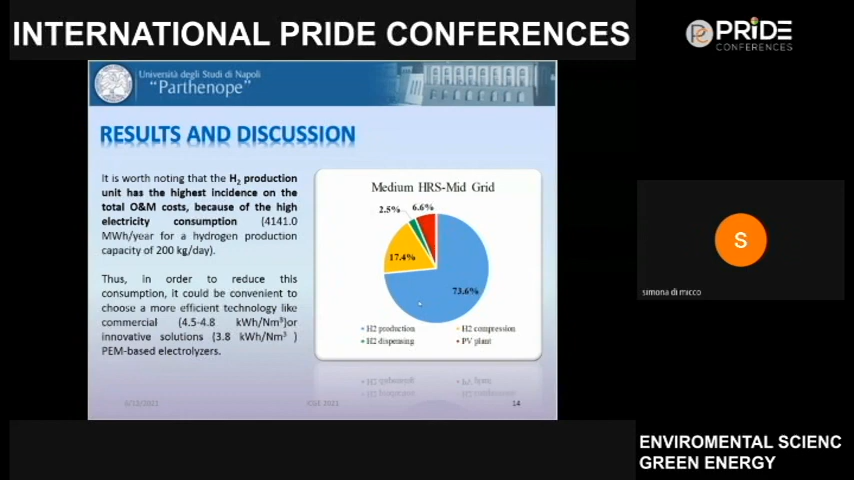 INTERNATIONAL PRIDE CONFERENCES
PRIDE
CONFERENCES
Università degli Studi di Napoli
"Parthenope"
RESULTS AND DISCUSSION
It is worth noting that the H2 production
unit has the highest incidence on the
total O&M costs, because of the high
electricity consumption (4141.0
MWh/year for a hydrogen production
capacity of 200 kg/day).
Thus, in order to reduce this
consumption, it could be convenient to
choose a more efficient technology like
commercial (4.5-4.8 kWh/Nm³)or
innovative solutions (3.8 kWh/Nm³ )
PEM-based electrolyzers.
Medium HRS-Mid Grid
2.5%
6.6%
17.4%
73.6%
H2 production
H2 compression
H2 dispensing
PV plant
14
S
simona di micco
ENVIROMENTAL SCIENC
GREEN ENERGY